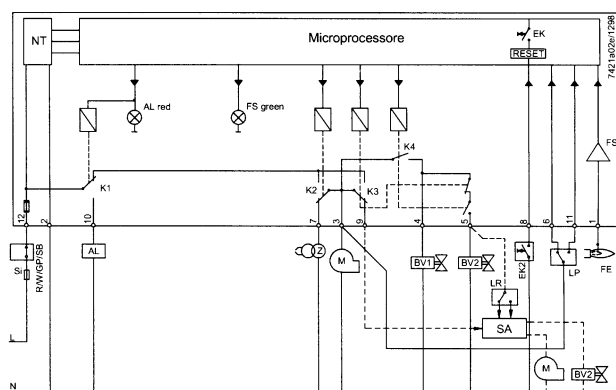 NT
Microprocessore
EK
RESET
7421a02e/1298
AL red
FS green
FS
K4
K1
K2
K3
12
2
10
7
3
9
4
5
8
6
11
1
Si
R/W/GP/SB
AL
Z
M
BV1
BV2
EK2
LP
FE
LR
SA
M
BV2
L
N